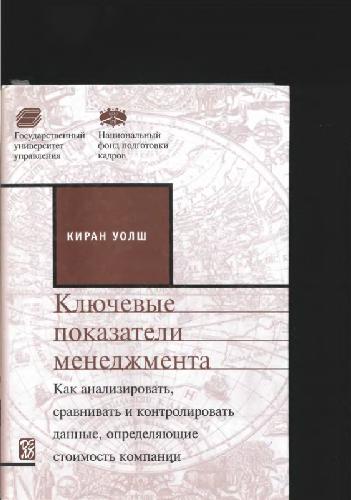 Государственный
университет
управления
Национальный
фонд подготовки
кадров
КИРАН УОЛШ
Ключевые
показатели
менеджмента
Как анализировать,
сравнивать и контролировать
данные, определяющие
стоимость компании